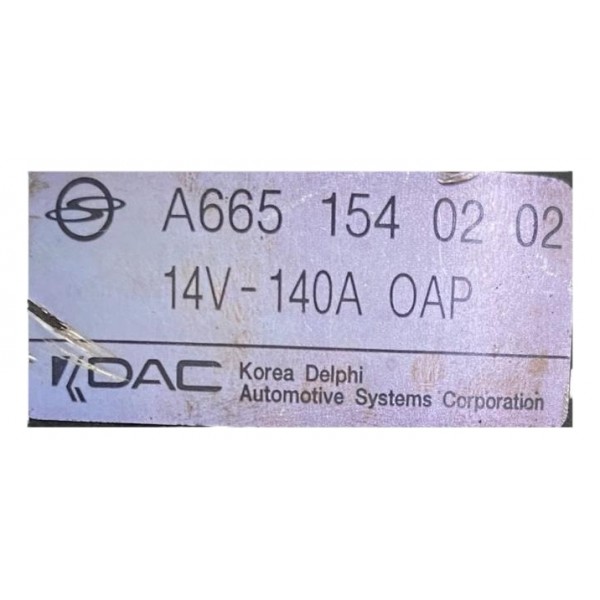 A665 154 02 02
14V-140A OAP
KDAC Korea Delphi
Automotive Systems Corporation